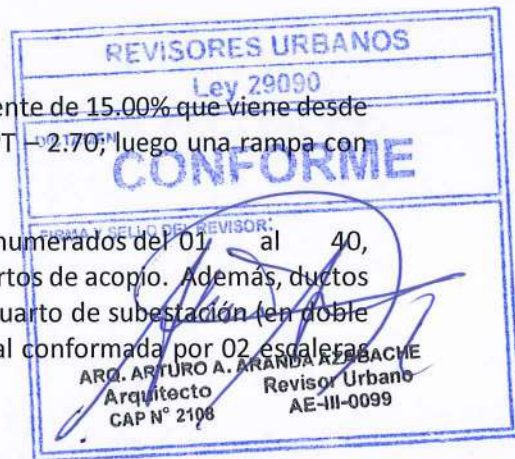 REVISORES URBANOS
Ley 29090
ente de 15.00% que viene desde
PT – 2.70; luego una rampa con
CONFORME
FIRMA Y SELLO DEL REVISOR:
numerados del 01 al 40,
rtos de acopio. Además, ductos
uarto de subestación (en doble
al conformada por 02 escaleras
ARQ. ARTURO A. ARANDA AZABACHE
Arquitecto Revisor Urbano
CAP N° 2108 AE-III-0099